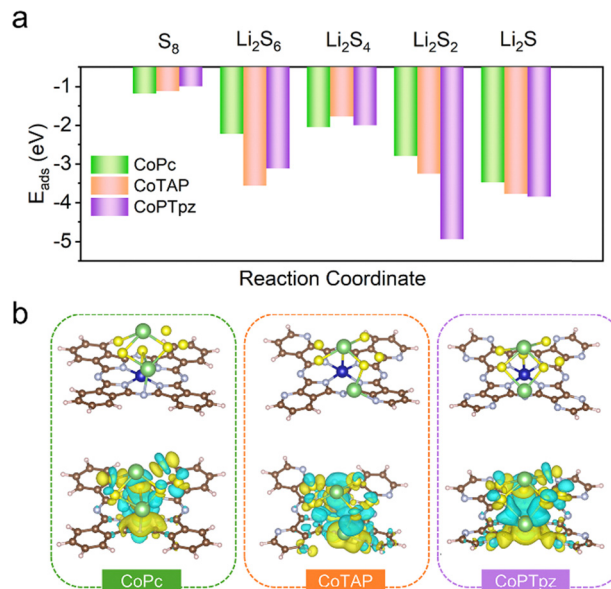 a
S₈ Li₂S₆ Li₂S₄ Li₂S₂ Li₂S
-1
-2
-3
-4
-5
E_ads (eV)
CoPc
CoTAP
CoPTpz
Reaction Coordinate
b
CoPc CoTAP CoPTpz